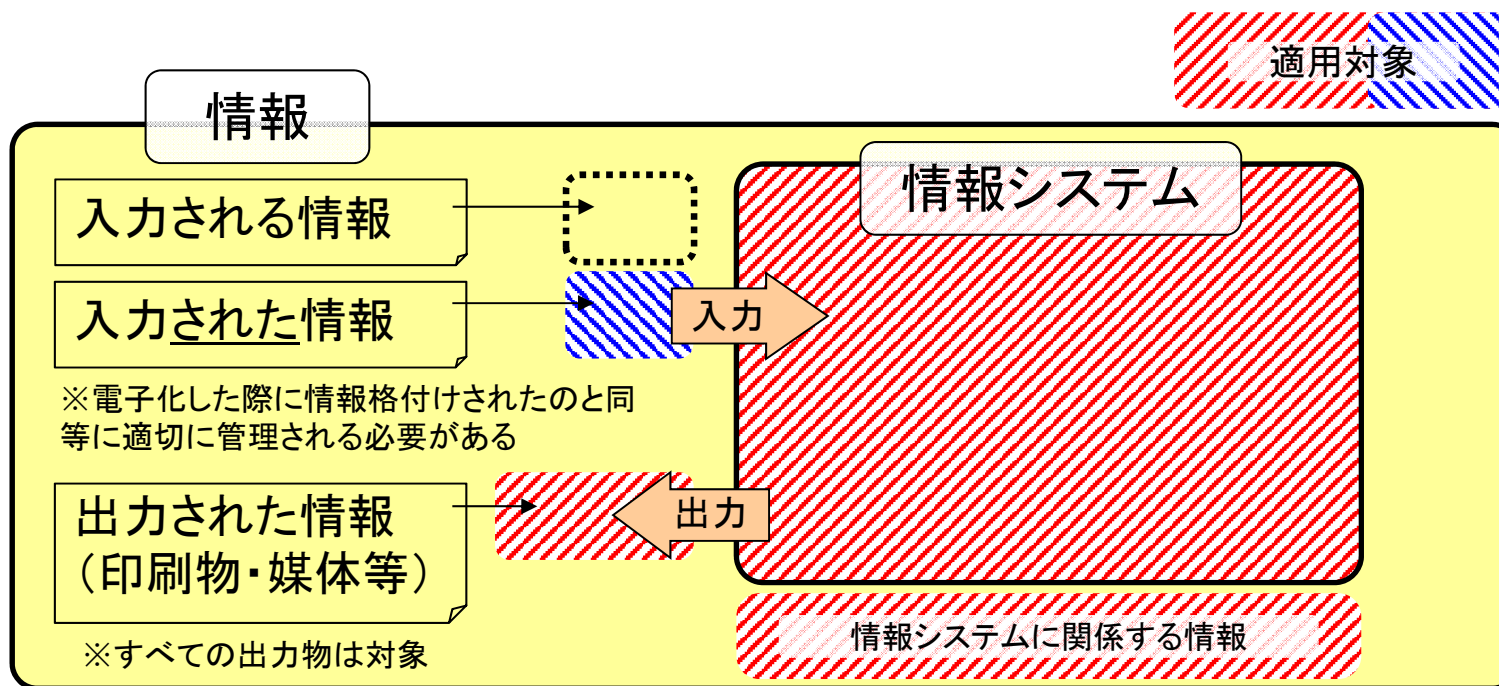 適用対象
情報
情報システム
入力される情報
入力された情報
入力
※電子化した際に情報格付けされたのと同
等に適切に管理される必要がある
出力された情報
（印刷物・媒体等）
出力
※すべての出力物は対象
情報システムに関係する情報